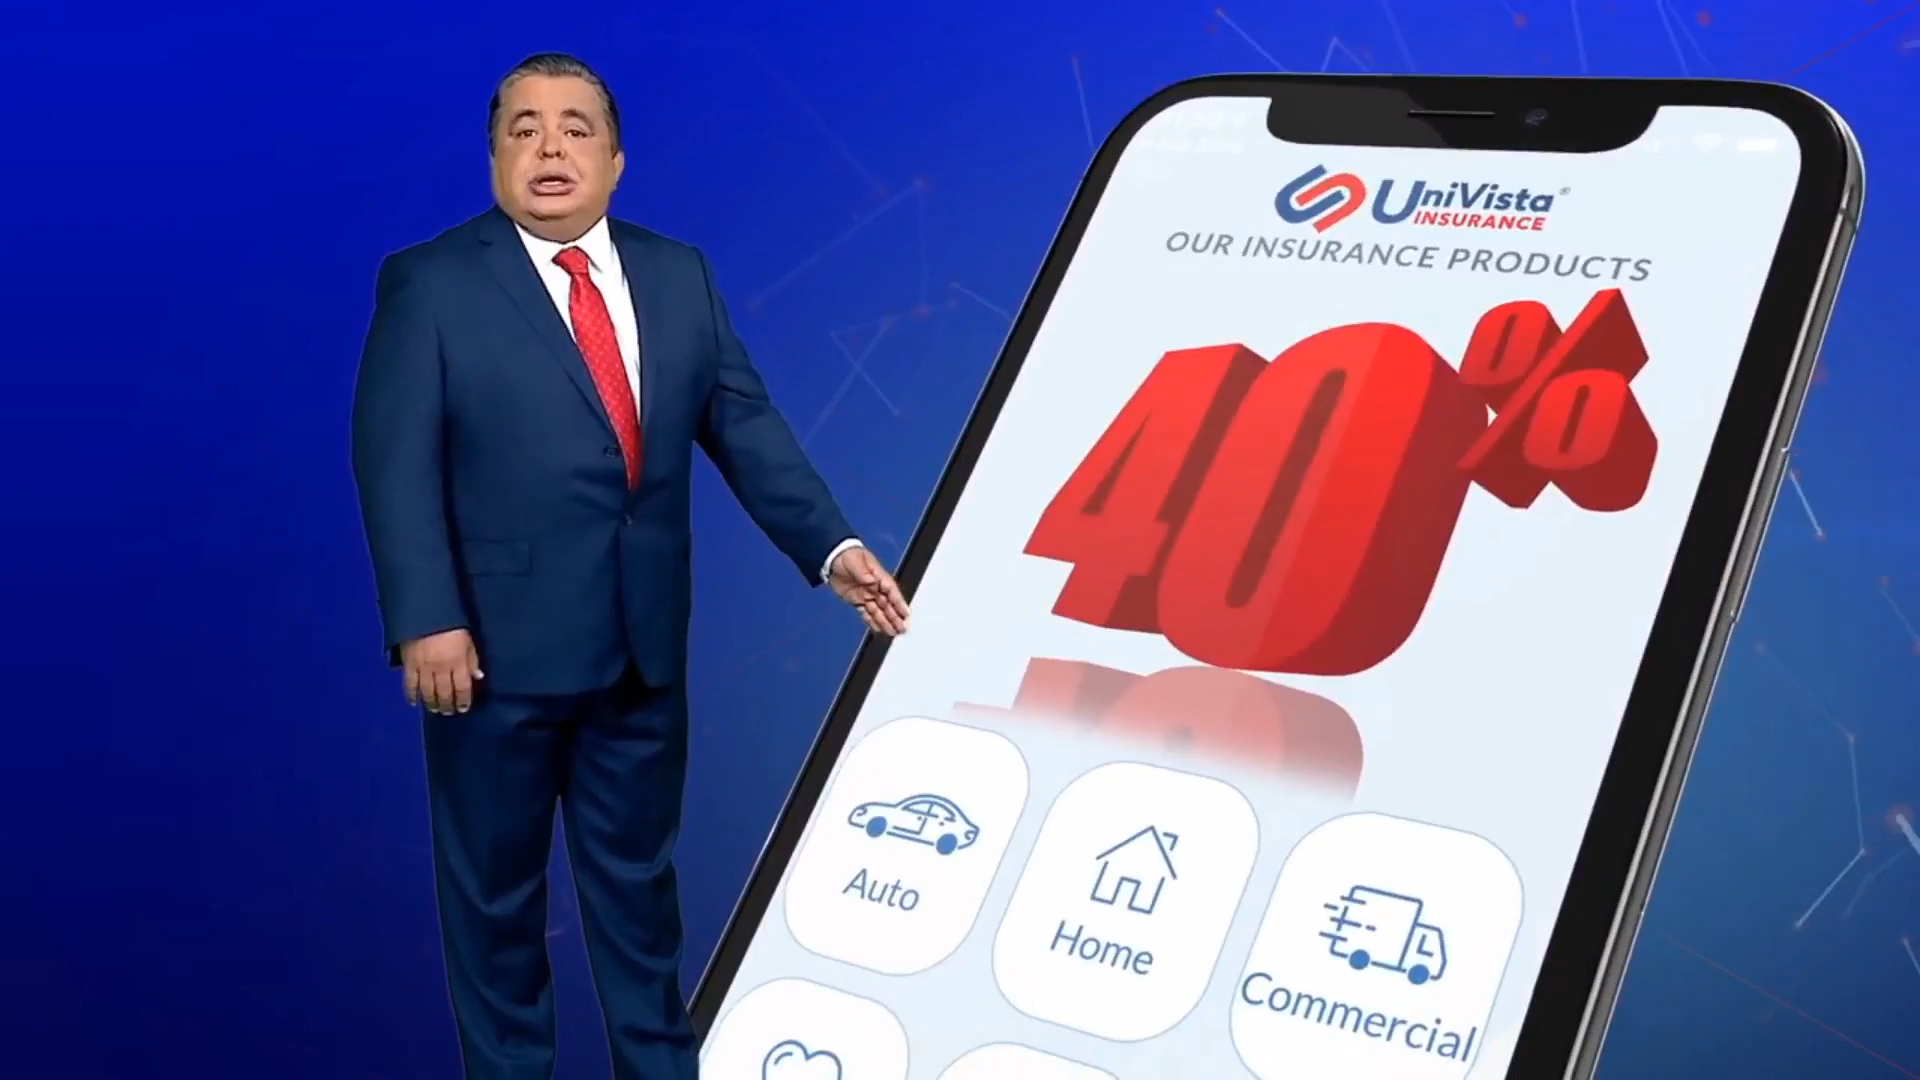 UniVista®
INSURANCE
OUR INSURANCE PRODUCTS
40%
Auto
Home
Commercial